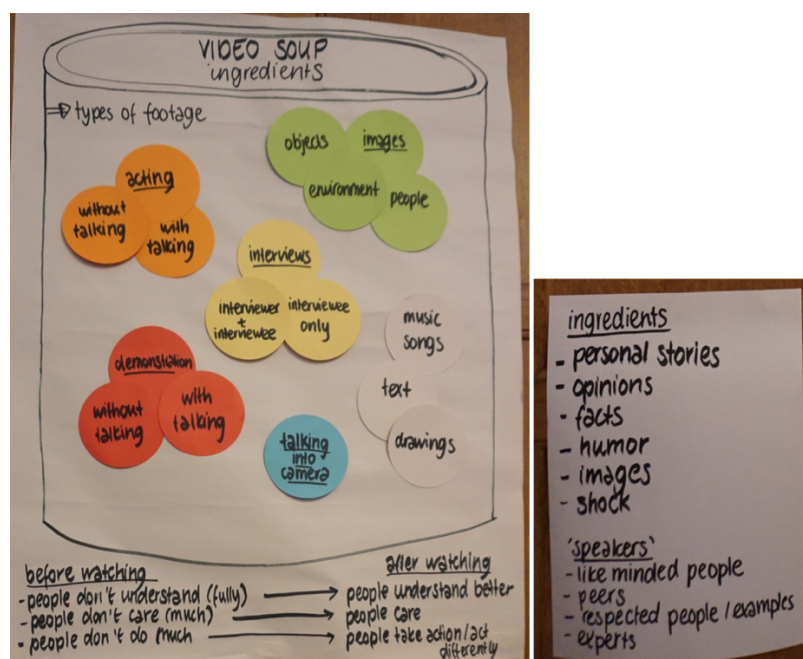 VIDEO SOUP
ingredients
⇒ types of footage
objects
images
environment
people
acting
without
talking
with
talking
interviews
interviewer
+
interviewee
interviewee
only
music
songs
text
drawings
demonstration
without
talking
with
talking
talking
into
camera
before watching
- people don't understand (fully)
- people don't care (much)
- people don't do much
after watching
people understand better
people care
people take action/act
differently
ingredients
- personal stories
- opinions
- facts
- humor
- images
- shock
'speakers'
- like minded people
- peers
- respected people/examples
- experts